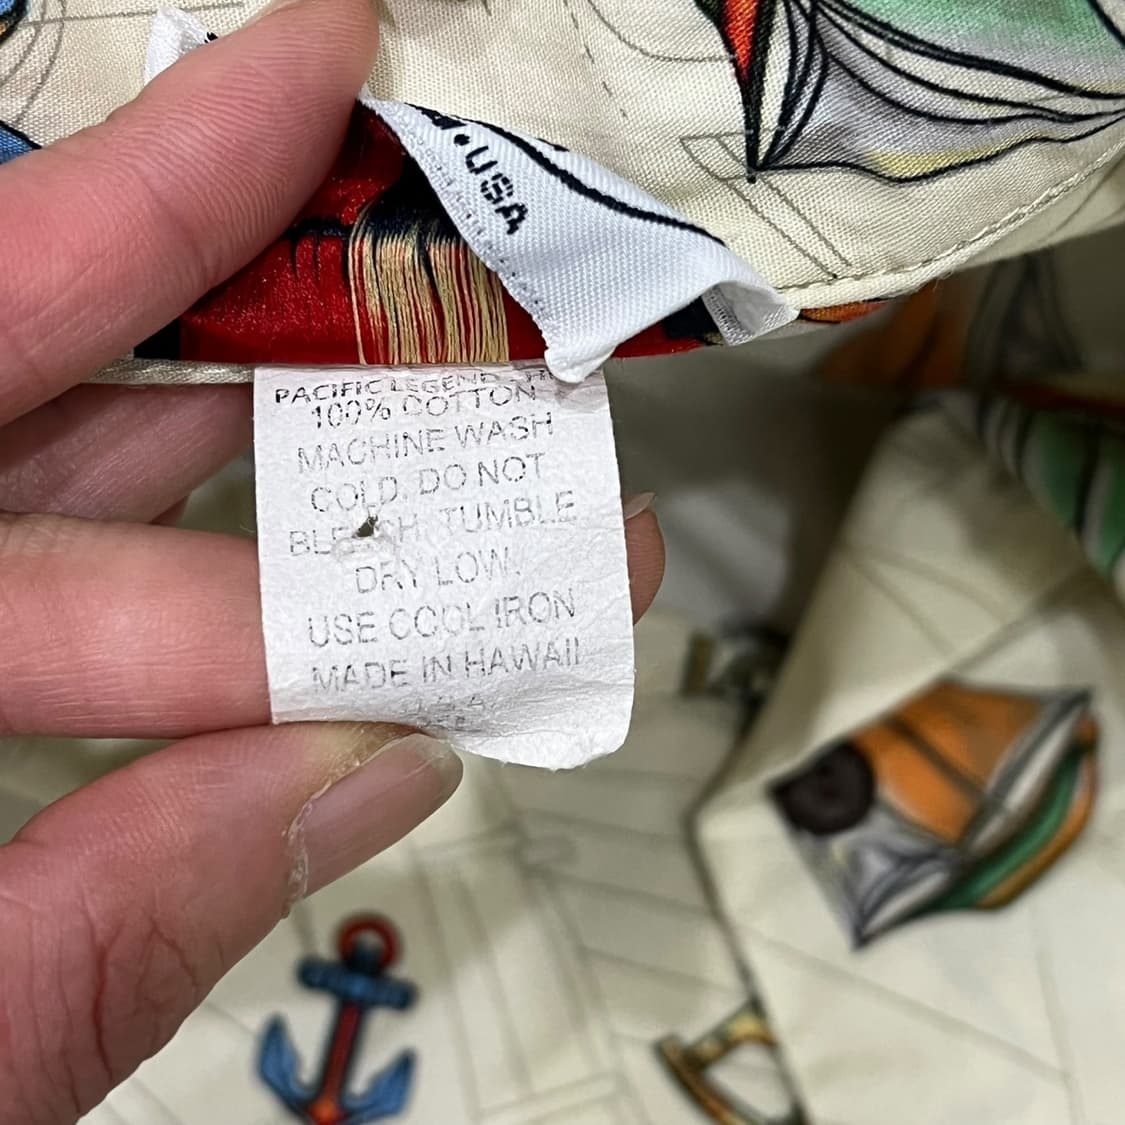 • USA
PACIFIC LEGEND
100% COTTON
MACHINE WASH
COLD. DO NOT
BLEACH. TUMBLE
DRY LOW.
USE COOL IRON
MADE IN HAWAII
U.S.A.